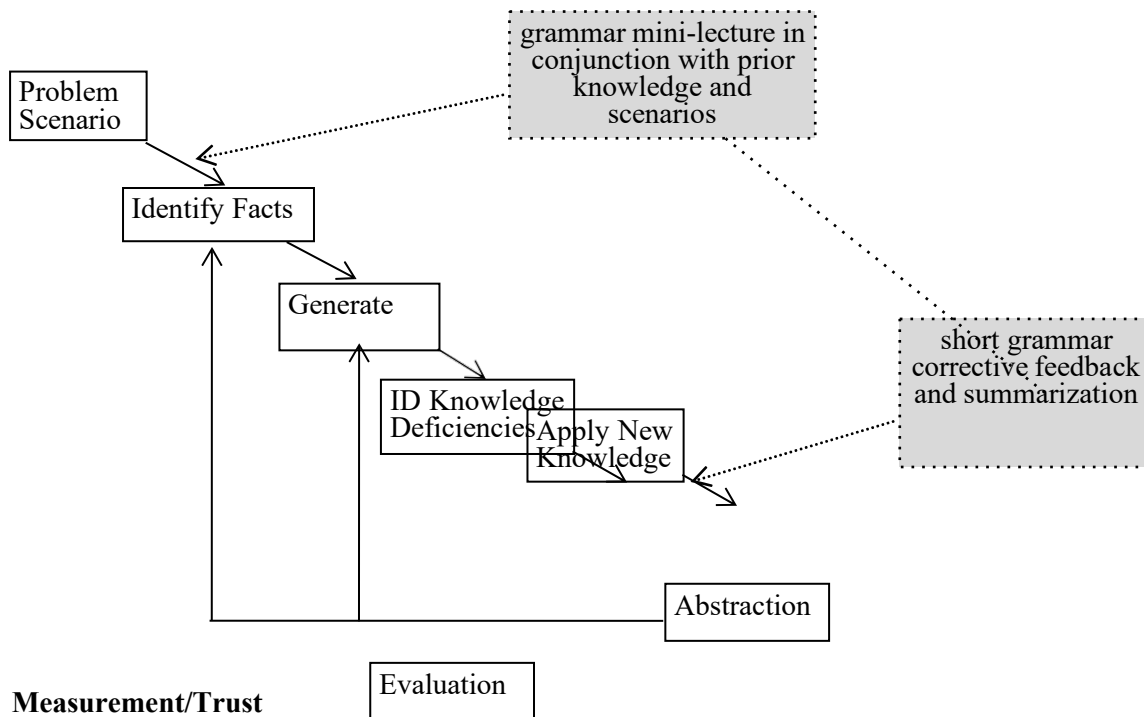 grammar mini-lecture in
conjunction with prior
knowledge and
scenarios
Problem
Scenario
Identify Facts
Generate
short grammar
corrective feedback
and summarization
ID Knowledge
Deficiencies
Apply New
Knowledge
Abstraction
Evaluation
Measurement/Trust